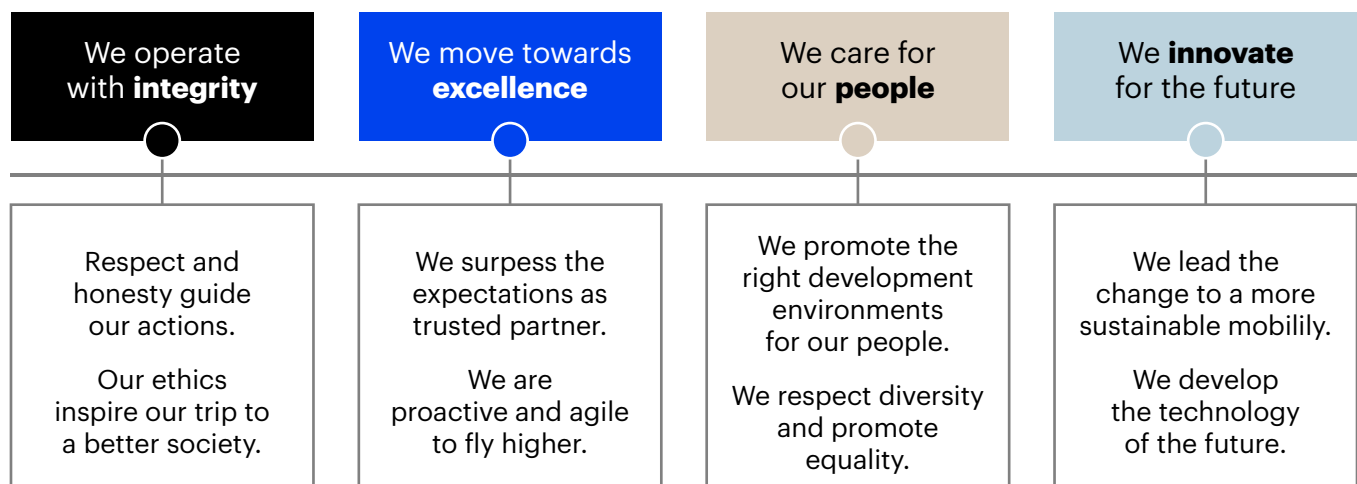 We operate
with integrity
We move towards
excellence
We care for
our people
We innovate
for the future
Respect and
honesty guide
our actions.
Our ethics
inspire our trip to
a better society.
We surpess the
expectations as
trusted partner.
We are
proactive and agile
to fly higher.
We promote the
right development
environments
for our people.
We respect diversity
and promote
equality.
We lead the
change to a more
sustainable mobilily.
We develop
the technology
of the future.